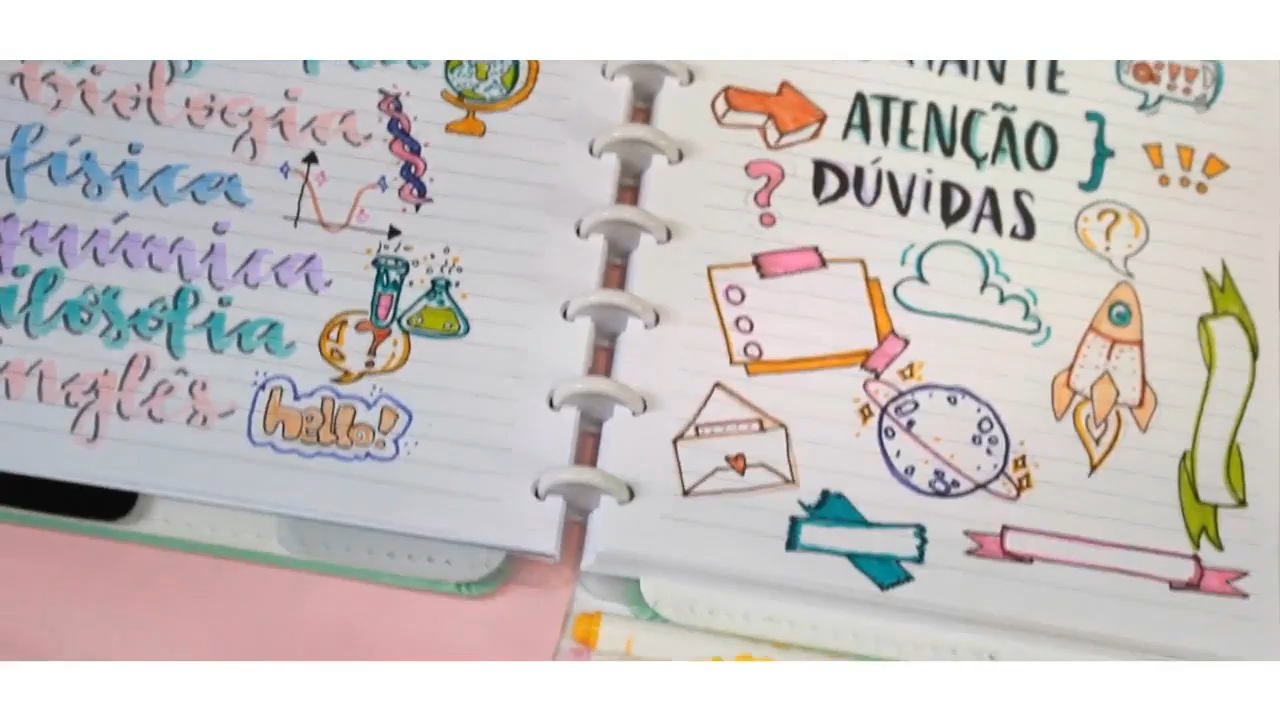 biologia
física
química
filosofia
inglês
hello!
ATENÇÃO }
DÚVIDAS
!!!
?
?
?